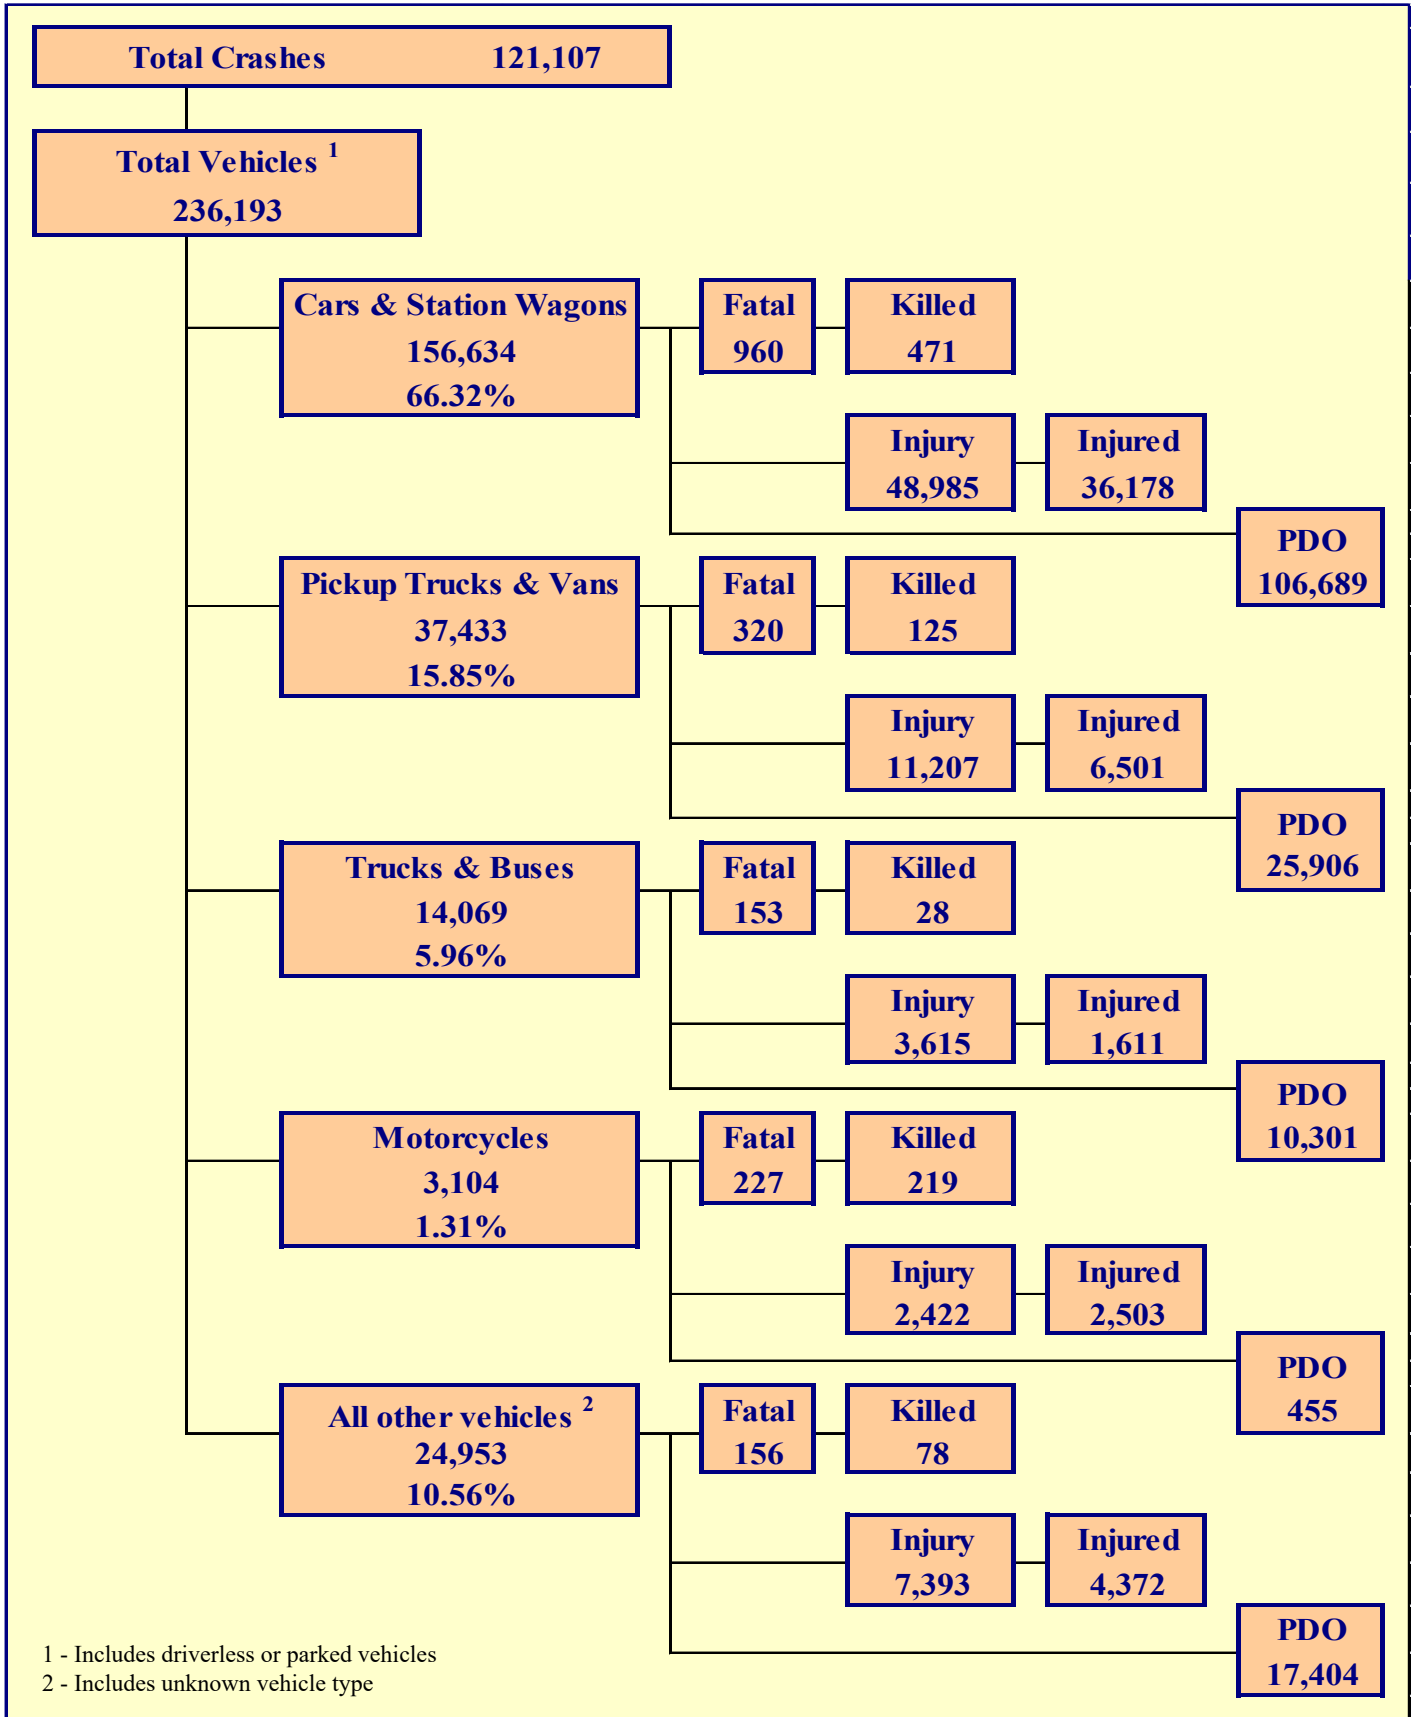 Total Crashes 121,107
Total Vehicles 1
236,193
Cars & Station Wagons
156,634
66.32%
Fatal
960
Killed
471
Injury
48,985
Injured
36,178
PDO
106,689
Pickup Trucks & Vans
37,433
15.85%
Fatal
320
Killed
125
Injury
11,207
Injured
6,501
PDO
25,906
Trucks & Buses
14,069
5.96%
Fatal
153
Killed
28
Injury
3,615
Injured
1,611
PDO
10,301
Motorcycles
3,104
1.31%
Fatal
227
Killed
219
Injury
2,422
Injured
2,503
PDO
455
All other vehicles 2
24,953
10.56%
Fatal
156
Killed
78
Injury
7,393
Injured
4,372
PDO
17,404
1 - Includes driverless or parked vehicles
2 - Includes unknown vehicle type